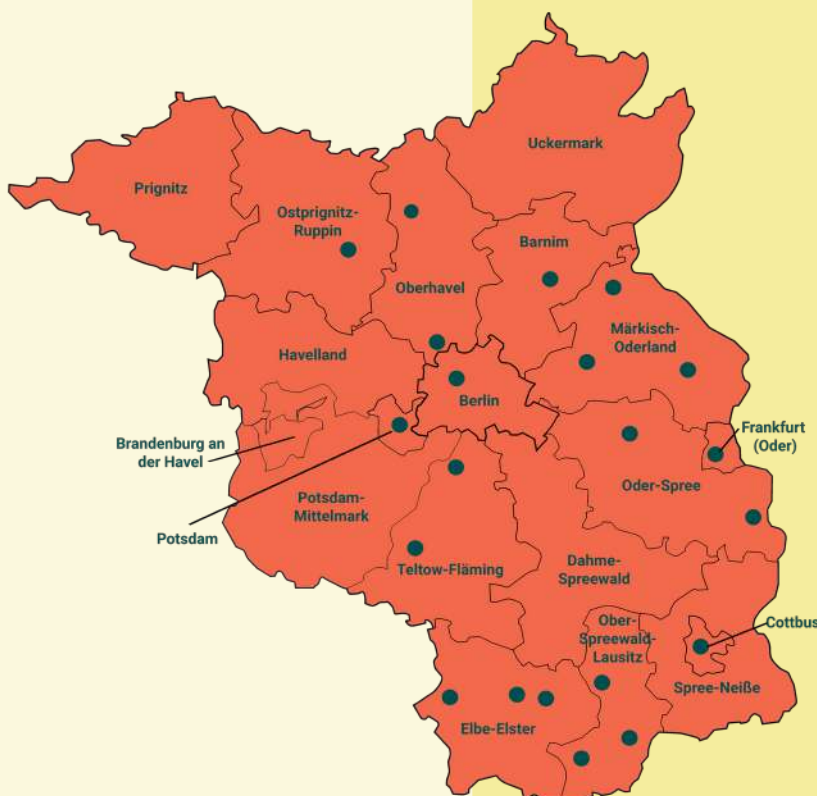 Uckermark
Prignitz
Ostprignitz-
Ruppin
Barnim
Oberhavel
Märkisch-
Oderland
Havelland
Berlin
Brandenburg an
der Havel
Frankfurt
(Oder)
Oder-Spree
Potsdam-
Mittelmark
Potsdam
Teltow-Fläming
Dahme-
Spreewald
Ober-
Spreewald-
Lausitz
Cottbus
Spree-Neiße
Elbe-Elster